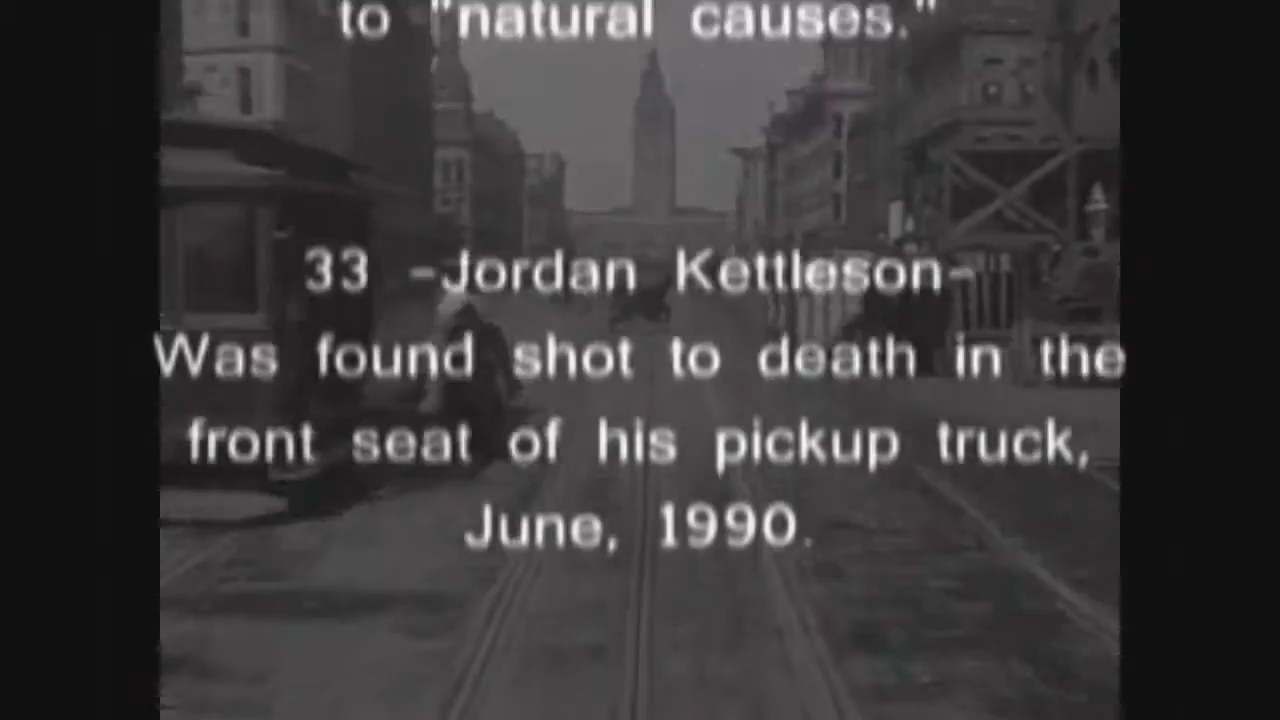 to "natural causes."
33 -Jordan Kettleson-
Was found shot to death in the
front seat of his pickup truck,
June, 1990.